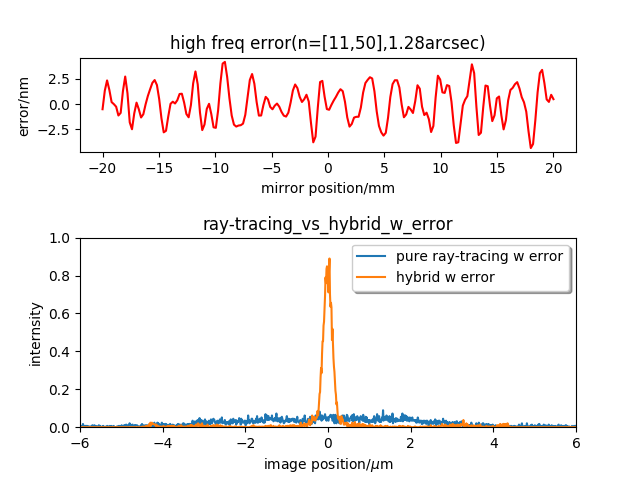 high freq error(n=[11,50],1.28arcsec)
error/nm
2.5
0.0
−2.5
−20 −15 −10 −5 0 5 10 15 20
mirror position/mm
ray-tracing_vs_hybrid_w_error
internsity
1.0
0.8
0.6
0.4
0.2
0.0
pure ray-tracing w error
hybrid w error
−6 −4 −2 0 2 4 6
image position/μm